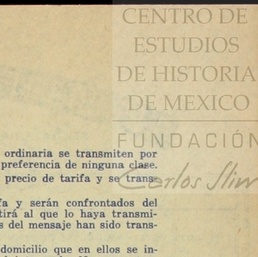 CENTRO DE
ESTUDIOS
DE HISTORIA
DE MEXICO
FUNDACIÓN
Carlos Slim
ordinaria se transmiten por
preferencia de ninguna clase.
precio de tarifa y se trans-
fa y serán confrontados del
tirá al que lo haya transmi-
s del mensaje han sido trans-
domicilio que en ellos se in-